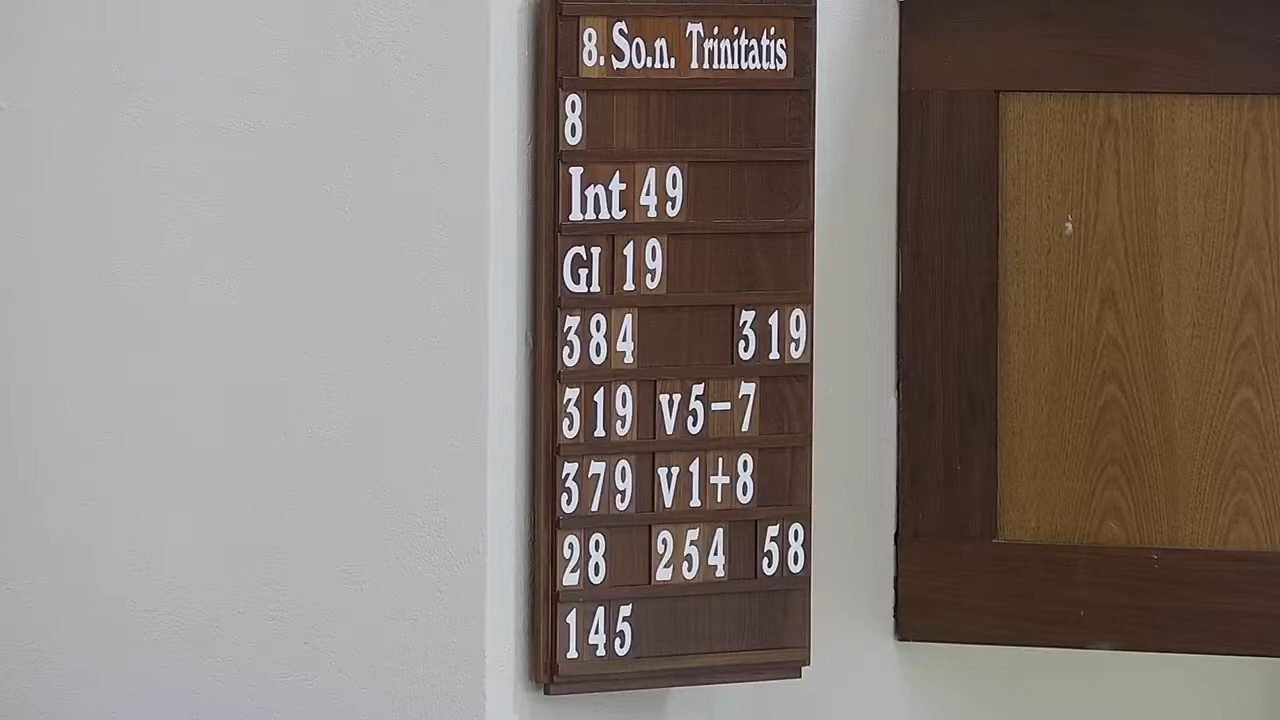 8. So.n. Trinitatis
8
Int 49
GI 19
384 319
319 v5-7
379 v1+8
28 254 58
145